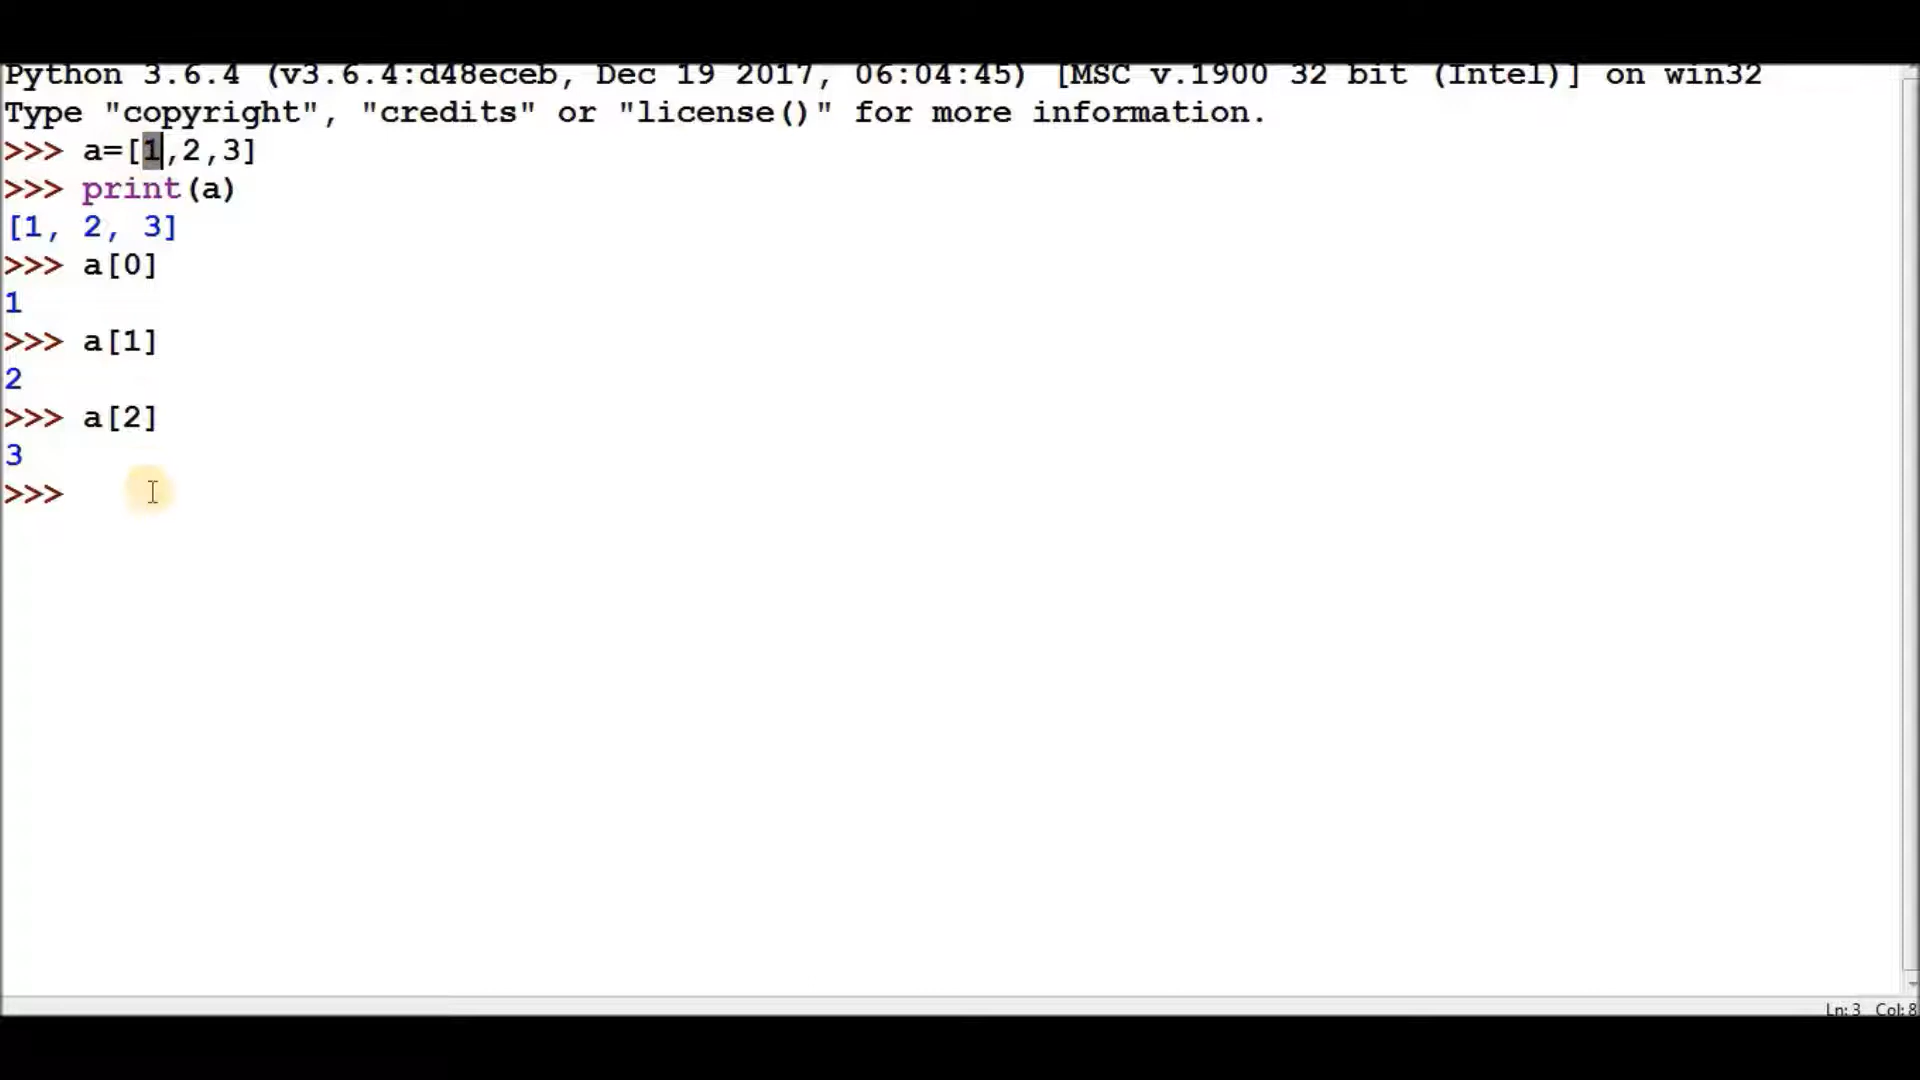 Python 3.6.4 (v3.6.4:d48eceb, Dec 19 2017, 06:04:45) [MSC v.1900 32 bit (Intel)] on win32
Type "copyright", "credits" or "license()" for more information.
>>> a=[1,2,3]
>>> print(a)
[1, 2, 3]
>>> a[0]
1
>>> a[1]
2
>>> a[2]
3
>>>
Ln: 3 Col: 8